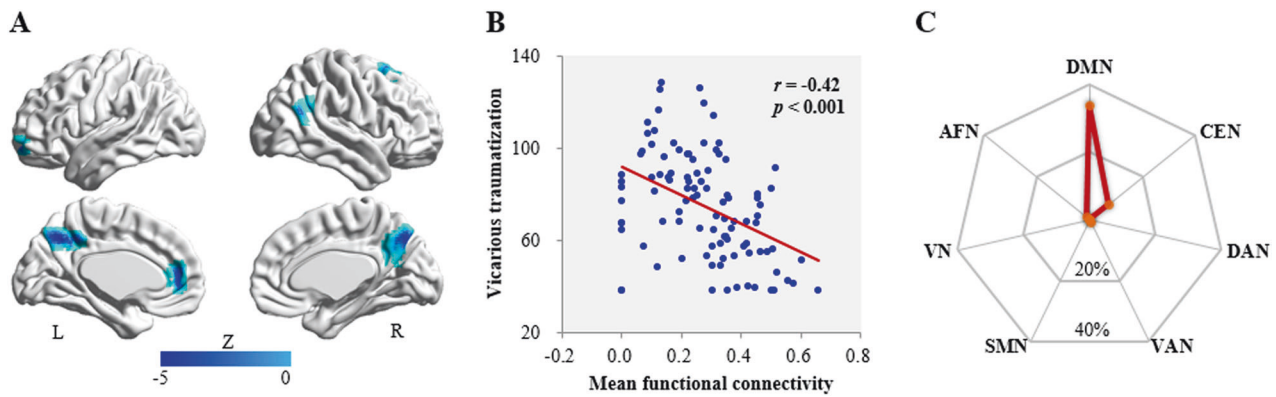 A
L
R
Z
-5
0
B
140
100
60
20
-0.2
0.0
0.2
0.4
0.6
0.8
Vicarious traumatization
Mean functional connectivity
r = -0.42
p < 0.001
C
DMN
AFN
CEN
VN
DAN
20%
40%
SMN
VAN